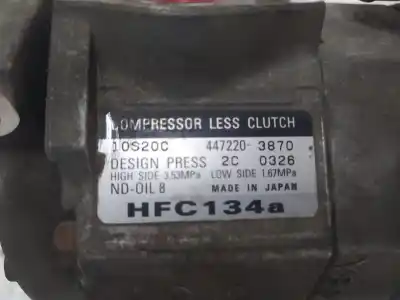 COMPRESSOR LESS CLUTCH
10S20C 447220-3870
DESIGN PRESS 2C 0326
HIGH SIDE 3.53MPa LOW SIDE 1.67MPa
ND-OIL 8 MADE IN JAPAN
HFC134a